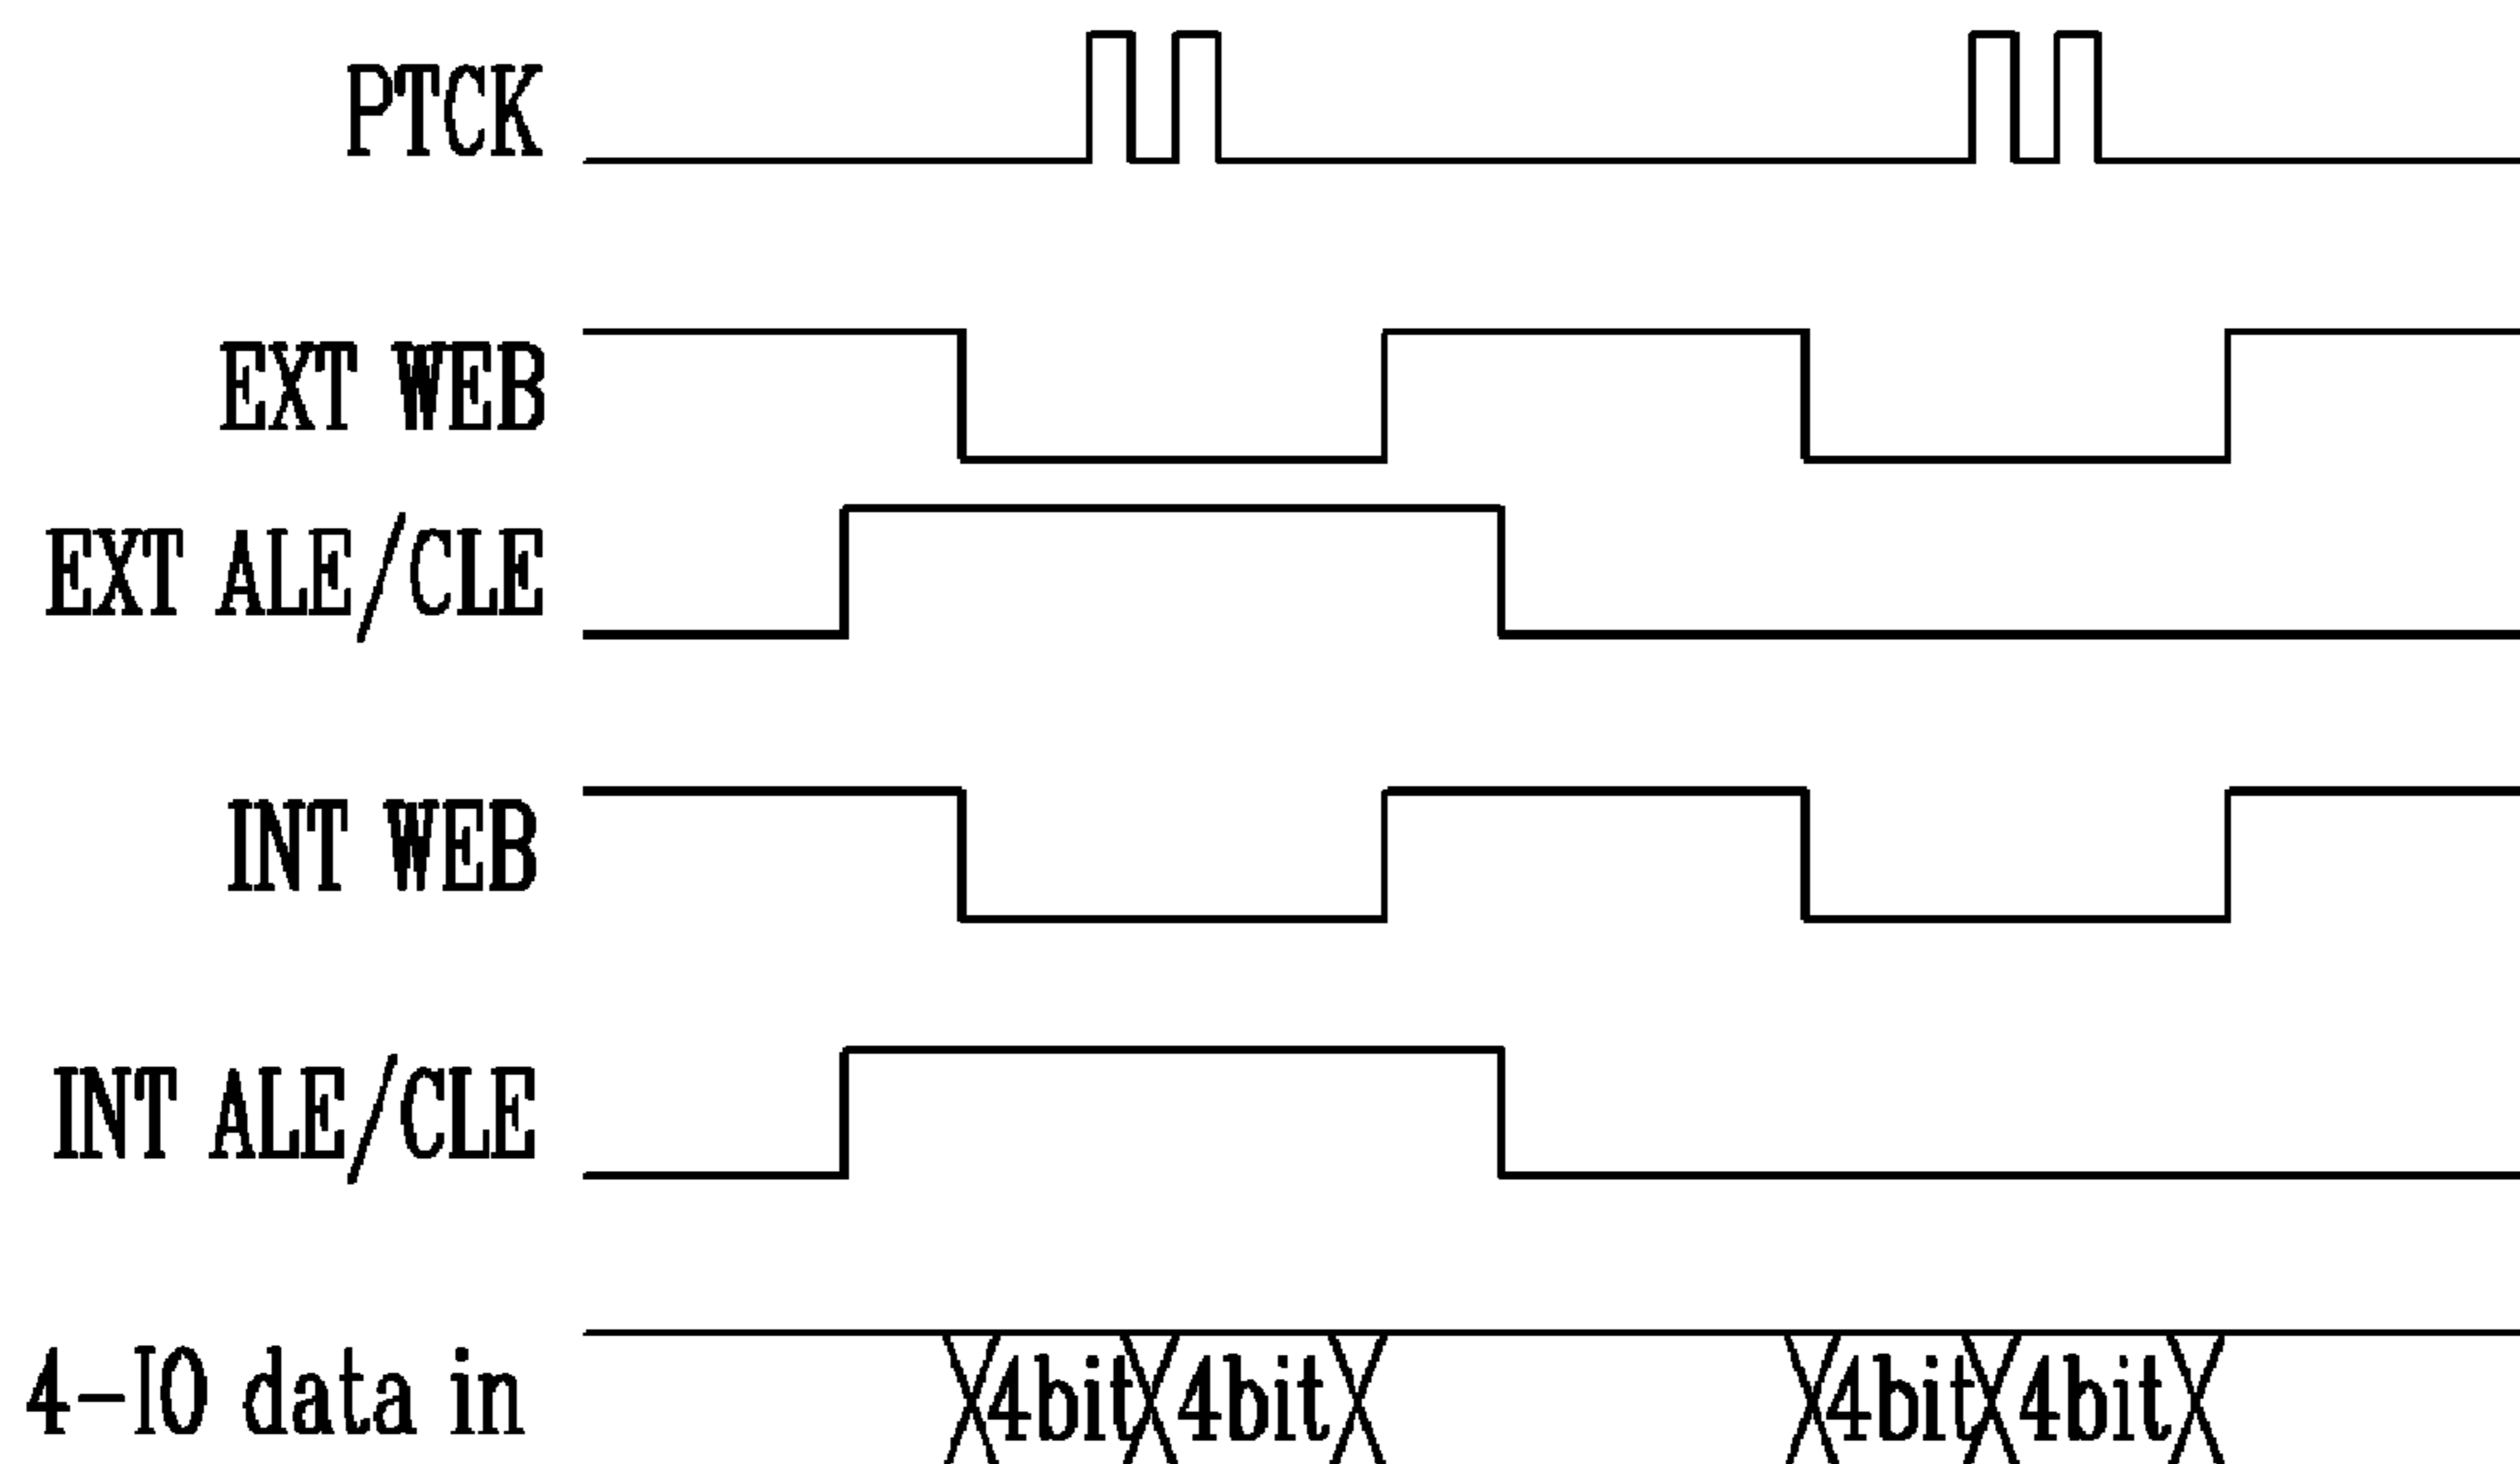 PTCK
EXT WEB
EXT ALE/CLE
INT WEB
INT ALE/CLE
4-IO data in 4bit 4bit 4bit 4bit